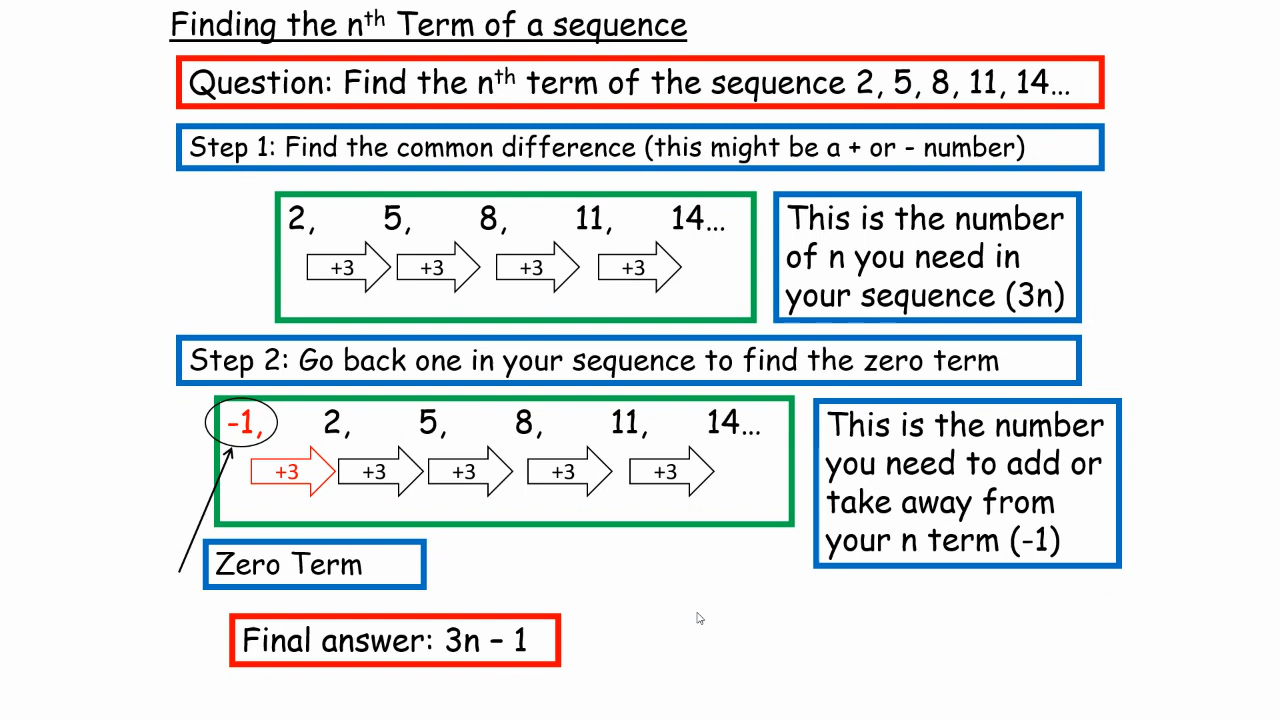 Finding the nth Term of a sequence
Question: Find the nth term of the sequence 2, 5, 8, 11, 14...
Step 1: Find the common difference (this might be a + or - number)
2, 5, 8, 11, 14...
+3 +3 +3 +3
This is the number
of n you need in
your sequence (3n)
Step 2: Go back one in your sequence to find the zero term
-1, 2, 5, 8, 11, 14...
+3 +3 +3 +3 +3
This is the number
you need to add or
take away from
your n term (-1)
Zero Term
Final answer: 3n – 1